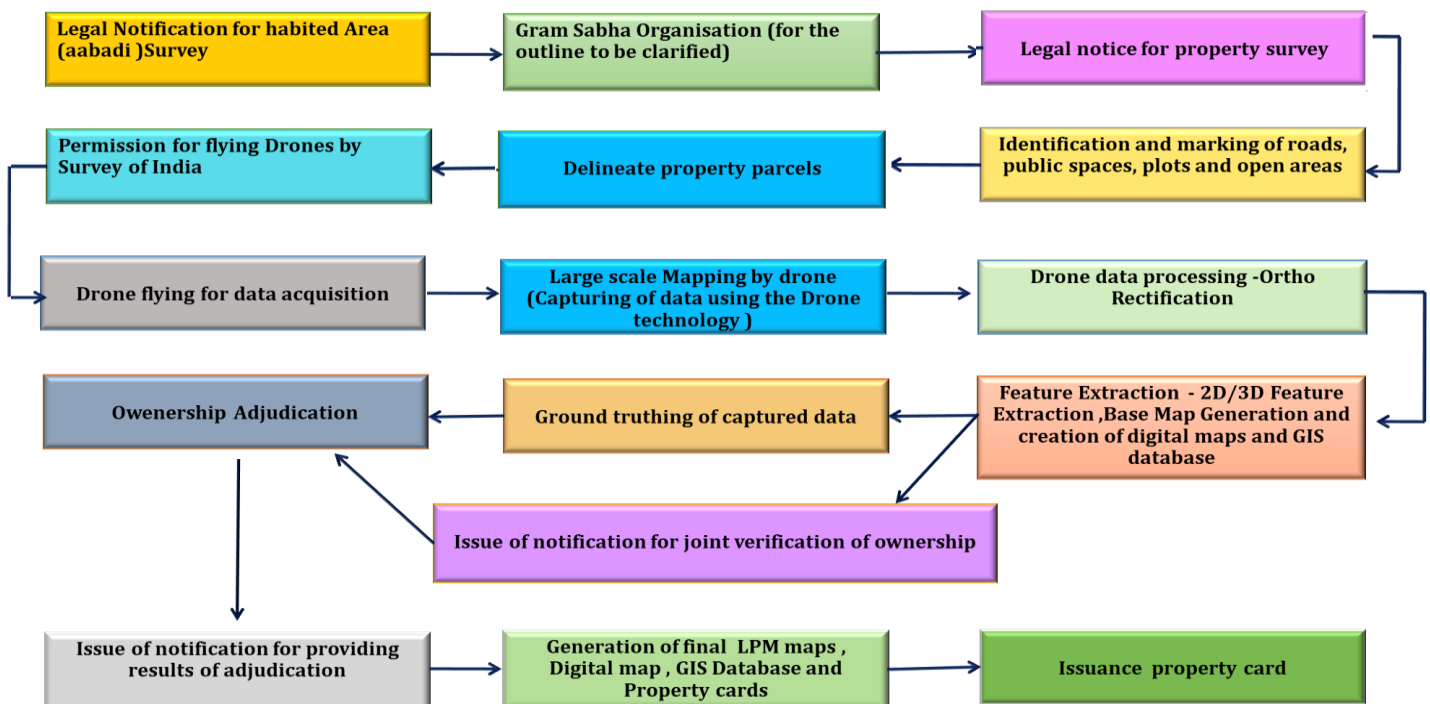 Legal Notification for habited Area
(aabadi )Survey
Gram Sabha Organisation (for the
outline to be clarified)
Legal notice for property survey
Identification and marking of roads,
public spaces, plots and open areas
Delineate property parcels
Permission for flying Drones by
Survey of India
Drone flying for data acquisition
Large scale Mapping by drone
(Capturing of data using the Drone
technology )
Drone data processing -Ortho
Rectification
Feature Extraction - 2D/3D Feature
Extraction ,Base Map Generation and
creation of digital maps and GIS
database
Ground truthing of captured data
Owenership Adjudication
Issue of notification for joint verification of ownership
Issue of notification for providing
results of adjudication
Generation of final LPM maps ,
Digital map , GIS Database and
Property cards
Issuance property card